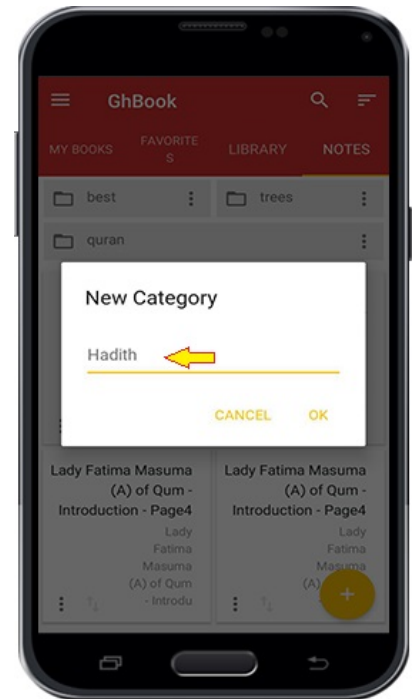 GhBook
MY BOOKS
FAVORITE
S
LIBRARY
NOTES
best
trees
quran
New Category
Hadith
CANCEL
OK
Lady Fatima Masuma
(A) of Qum -
Introduction - Page4
Lady
Fatima
Masuma
(A) of Qum
- Introdu
Lady Fatima Masuma
(A) of Qum -
Introduction - Page4
Lady
Fatima
Masuma
(A)